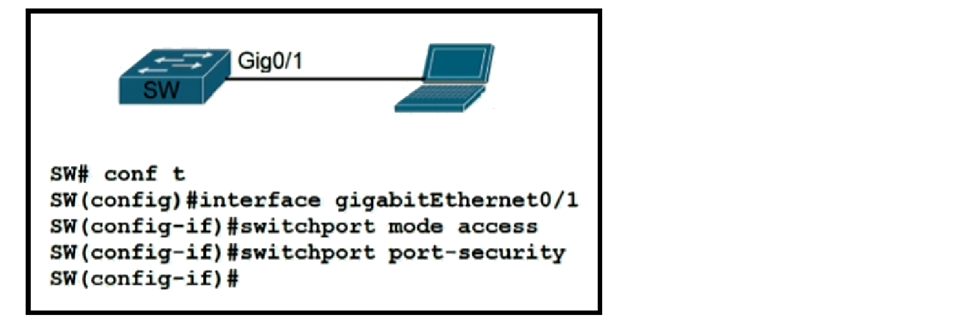 Gig0/1
SW
SW# conf t
SW(config)#interface gigabitEthernet0/1
SW(config-if)#switchport mode access
SW(config-if)#switchport port-security
SW(config-if)#